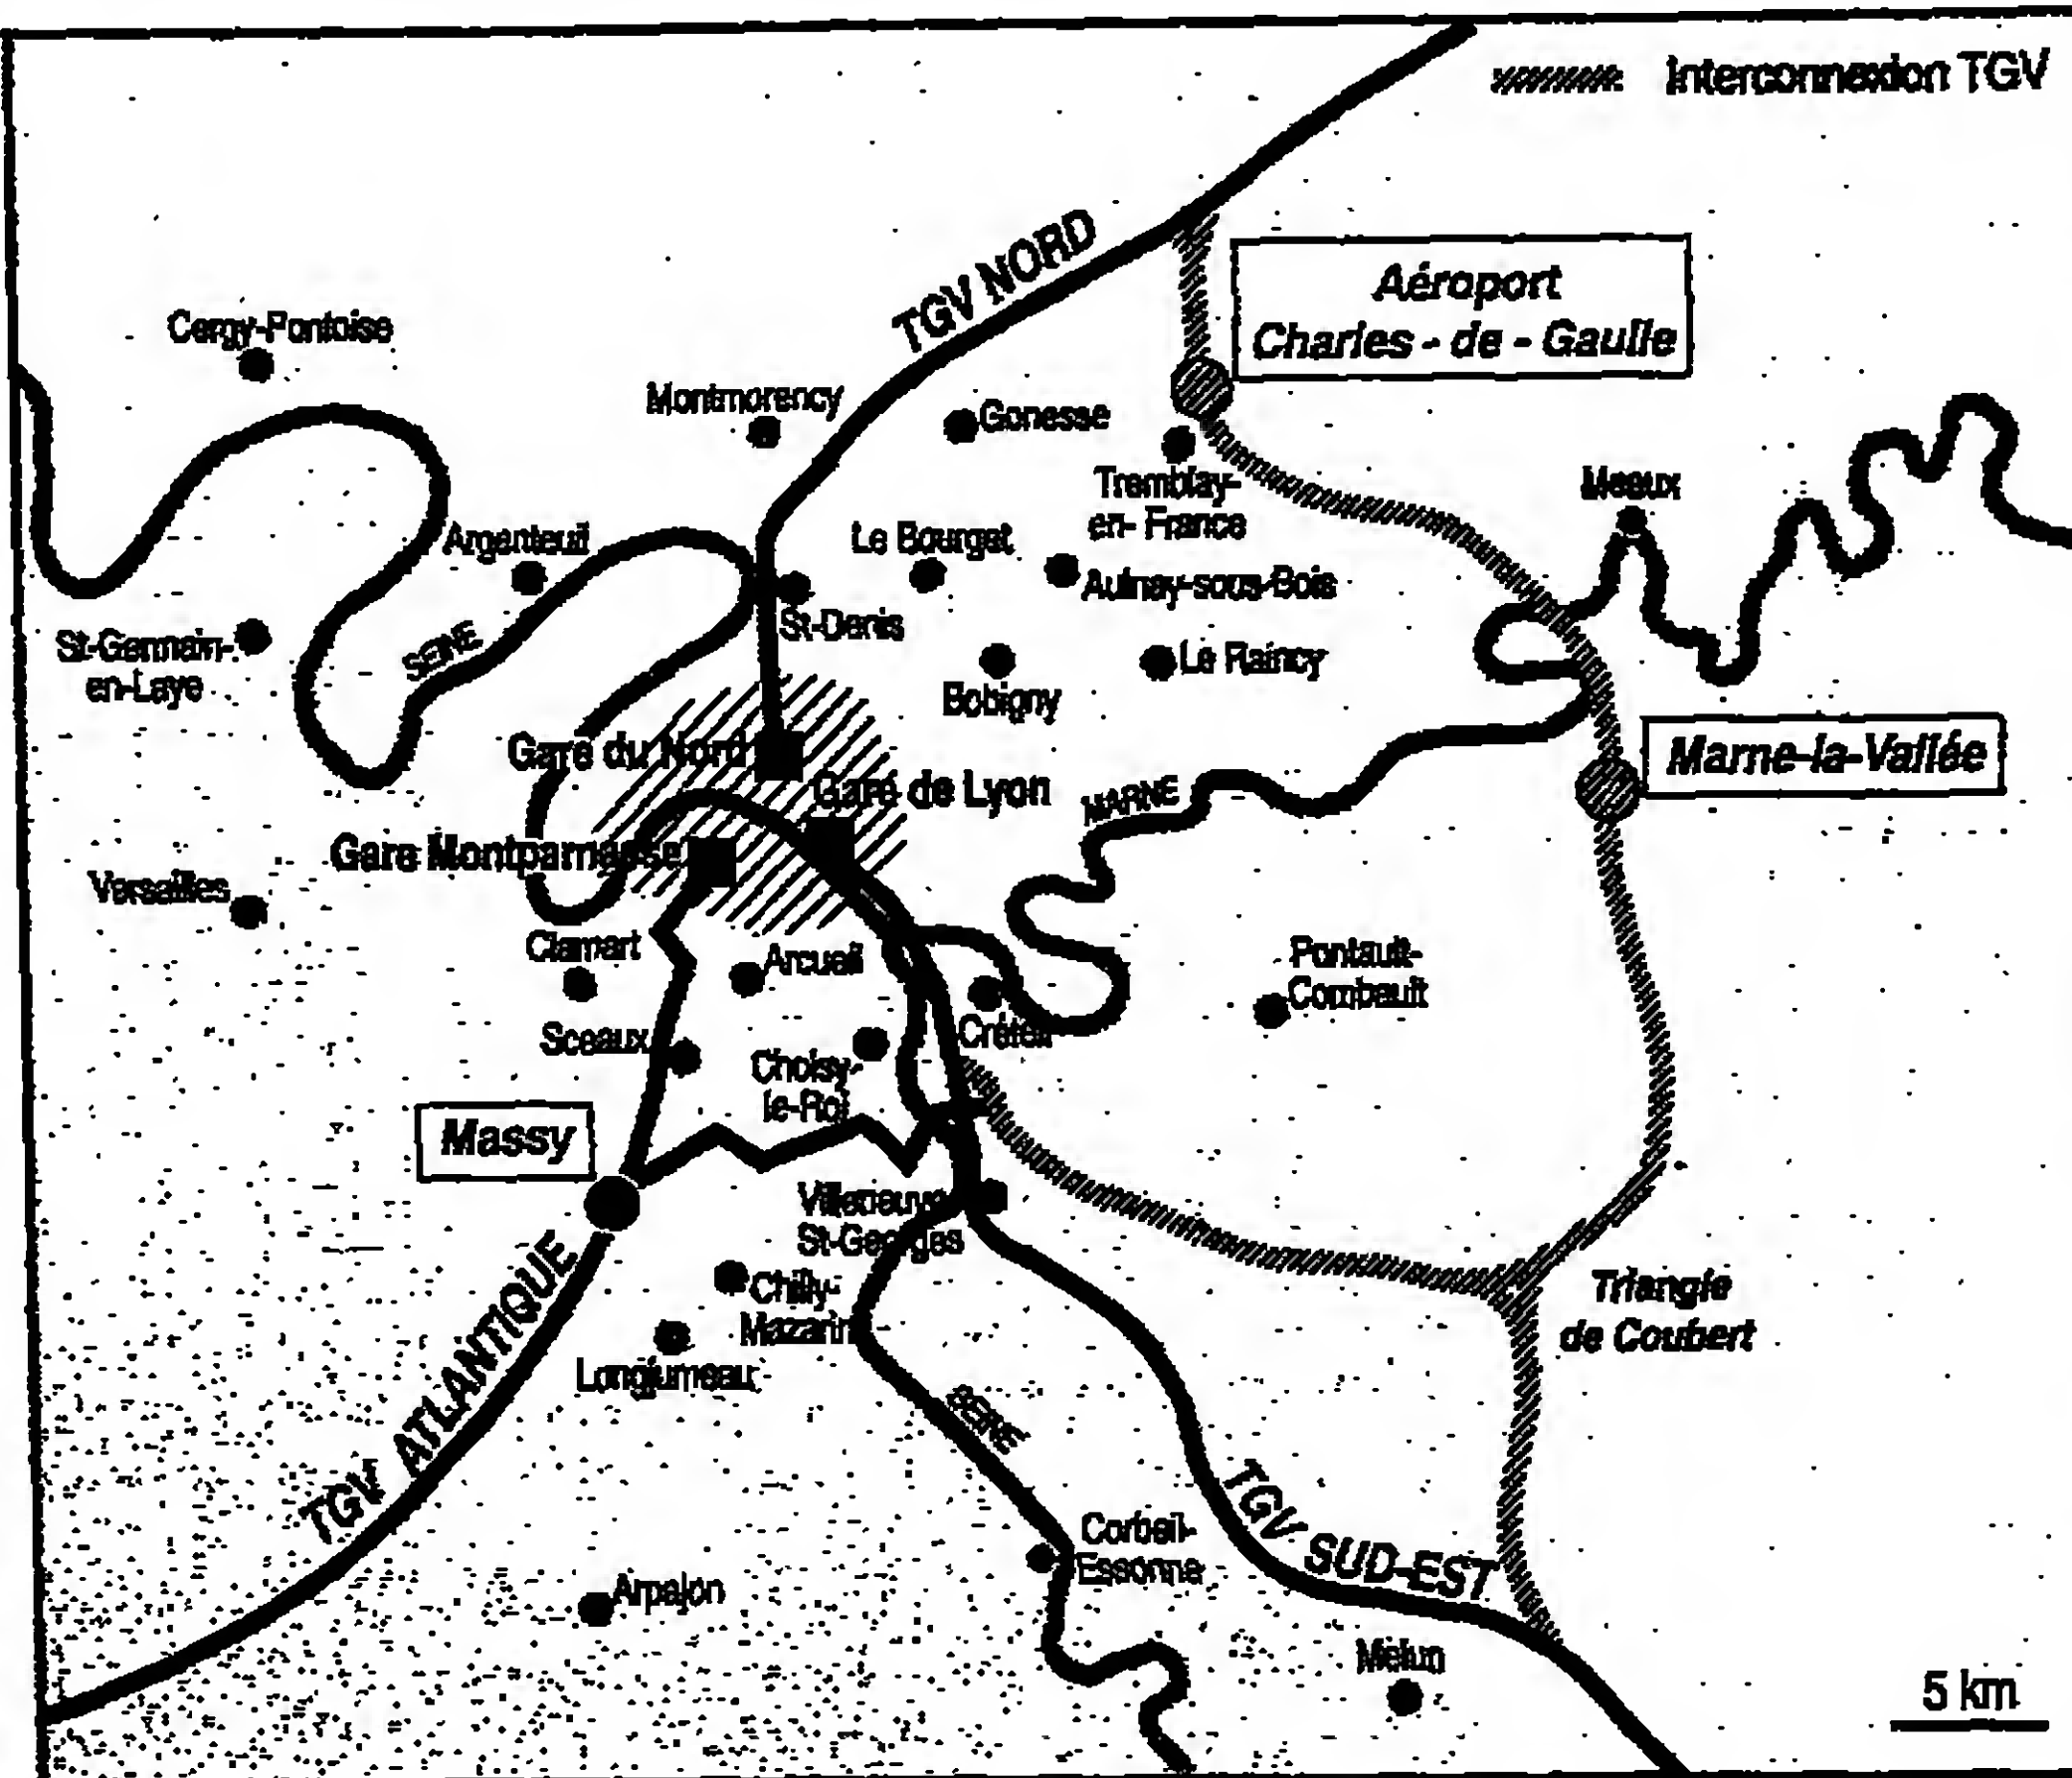 Interconnexion TGV
TGV NORD
Aéroport
Charles - de - Gaulle
Cergy-Pontoise
Montmorency
Gonesse
Tremblay-
en- France
Meaux
Argenteuil
Le Bourget
Aulnay-sous-Bois
St-Denis
St-Germain-
en-Laye
SEINE
Le Raincy
Bobigny
Gare du Nord
Marne-la-Vallée
Gare de Lyon
MARNE
Gare Montparnasse
Versailles
Clamart
Arcueil
Pontault-
Combault
Sceaux
Créteil
Choisy-
le-Roi
Massy
Villeneuve
St-Georges
Chilly-
Mazarin
Triangle
de Coubert
Longjumeau
TGV ATLANTIQUE
SEINE
TGV SUD-EST
Corbeil-
Essonne
Arpajon
Melun
5 km